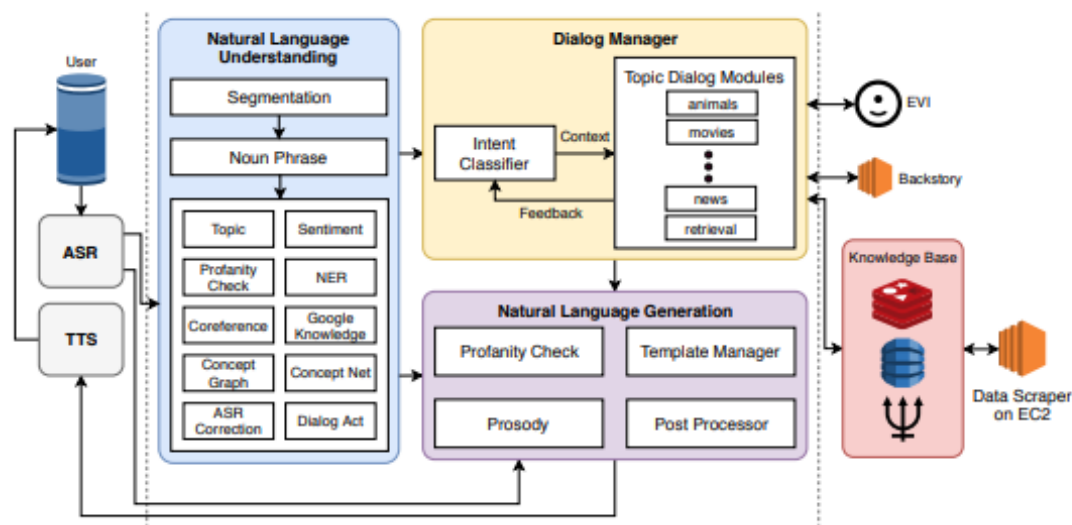 User
ASR
TTS
Natural Language
Understanding
Segmentation
Noun Phrase
Topic
Sentiment
Profanity
Check
NER
Coreference
Google
Knowledge
Concept
Graph
Concept Net
ASR
Correction
Dialog Act
Dialog Manager
Intent
Classifier
Context
Feedback
Topic Dialog Modules
animals
movies
news
retrieval
Natural Language Generation
Profanity Check
Template Manager
Prosody
Post Processor
EVI
Backstory
Knowledge Base
Data Scraper
on EC2